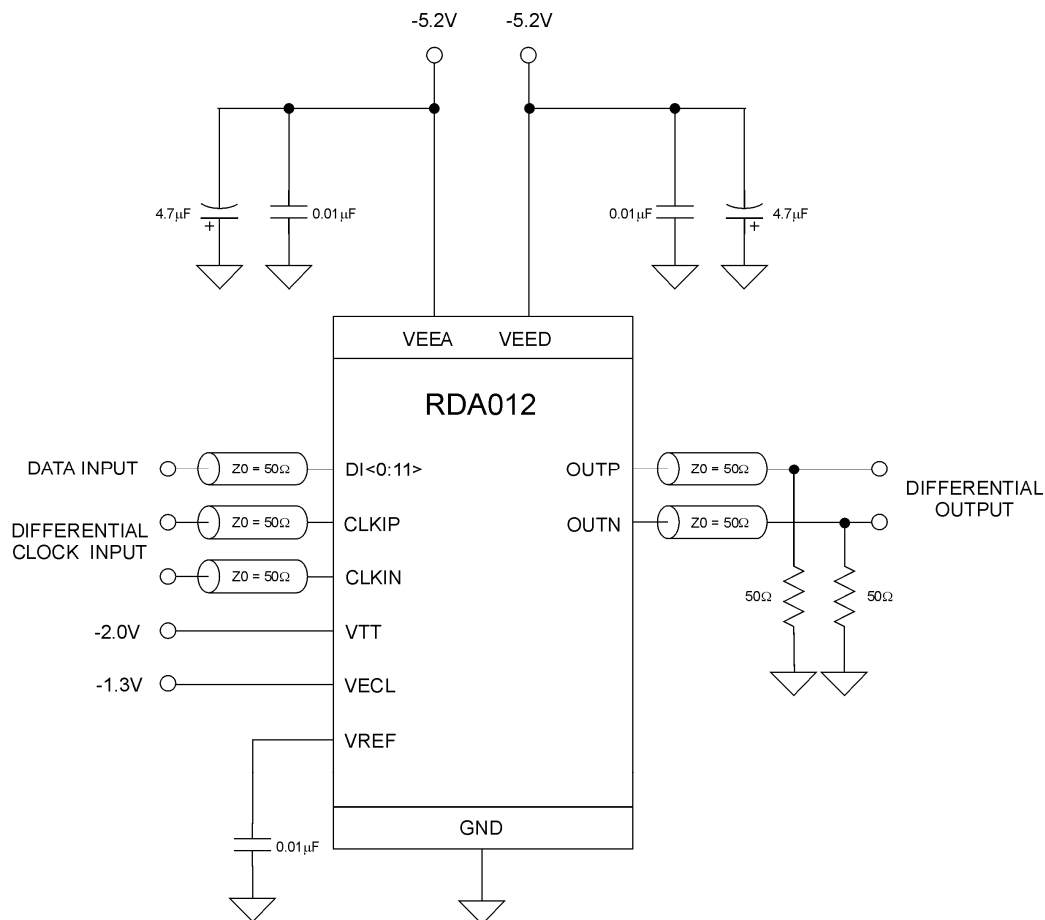 -5.2V
-5.2V
4.7µF
+
0.01µF
0.01µF
4.7µF
+
VEEA
VEED
RDA012
DATA INPUT
Z0 = 50Ω
DI<0:11>
OUTP
Z0 = 50Ω
DIFFERENTIAL
OUTPUT
DIFFERENTIAL
CLOCK INPUT
Z0 = 50Ω
CLKIP
OUTN
Z0 = 50Ω
Z0 = 50Ω
CLKIN
50Ω
50Ω
-2.0V
VTT
-1.3V
VECL
VREF
0.01µF
GND